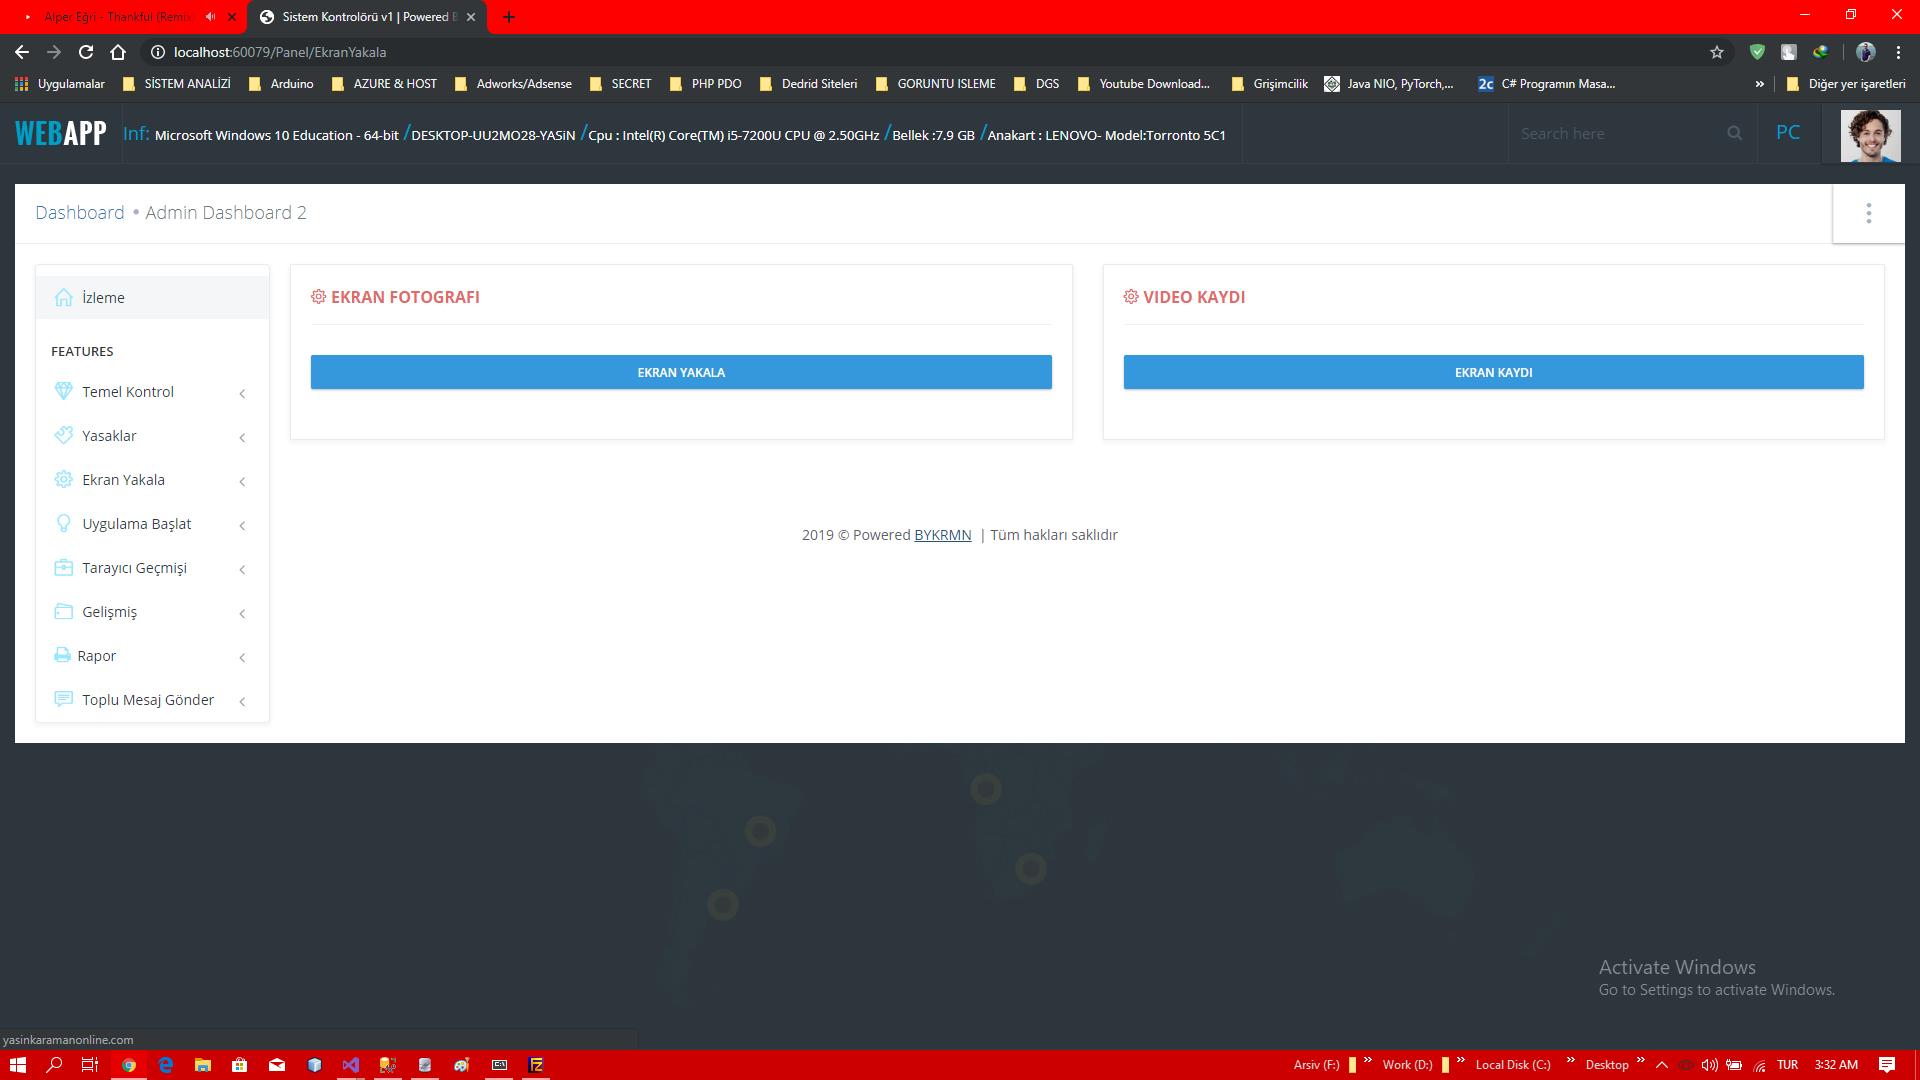 Alper Eğri - Thankful (Remix
Sistem Kontrolörü v1 | Powered B
localhost:60079/Panel/EkranYakala
Uygulamalar
SİSTEM ANALİZİ
Arduino
AZURE & HOST
Adworks/Adsense
SECRET
PHP PDO
Dedrid Siteleri
GORUNTU ISLEME
DGS
Youtube Download...
Grişimcilik
Java NIO, PyTorch,...
2c C# Programın Masa...
»
Diğer yer işaretleri
WEBAPP
Inf: Microsoft Windows 10 Education - 64-bit /DESKTOP-UU2MO28-YASiN /Cpu : Intel(R) Core(TM) i5-7200U CPU @ 2.50GHz /Bellek :7.9 GB /Anakart : LENOVO- Model:Torronto 5C1
Search here
PC
Dashboard • Admin Dashboard 2
İzleme
FEATURES
Temel Kontrol
Yasaklar
Ekran Yakala
Uygulama Başlat
Tarayıcı Geçmişi
Gelişmiş
Rapor
Toplu Mesaj Gönder
EKRAN FOTOGRAFI
EKRAN YAKALA
VIDEO KAYDI
EKRAN KAYDI
2019 © Powered BYKRMN | Tüm hakları saklıdır
Activate Windows
Go to Settings to activate Windows.
yasinkaramanonline.com
Arsiv (F:) » Work (D:) » Local Disk (C:) » Desktop » TUR 3:32 AM